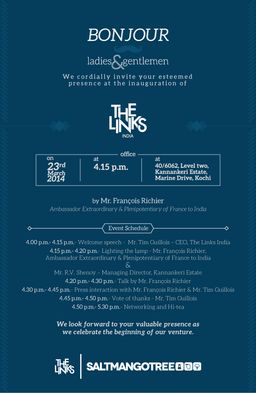 BONJOUR
ladies & gentlemen
We cordially invite your esteemed
presence at the inauguration of
THE
LINKS
INDIA
office
on
23rd
March
2014
at
4.15 p.m.
at
40/6062, Level two,
Kannankeri Estate,
Marine Drive, Kochi
by Mr. François Richier
Ambassador Extraordinary & Plenipotentiary of France to India
Event Schedule
4.00 p.m.- 4.15 p.m.- Welcome speech - Mr. Tim Guillois – CEO, The Links India
4.15 p.m.- 4.20 p.m.- Lighting the lamp - Mr. François Richier,
Ambassador Extraordinary & Plenipotentiary of France to India
&
Mr. R.V. Shenoy – Managing Director, Kannankeri Estate
4.20 p.m.- 4.30 p.m.- Talk by Mr. François Richier
4.30 p.m.- 4.45 p.m.- Press interaction with Mr. François Richier & Mr. Tim Guillois
4.45 p.m.- 4.50 p.m.- Vote of thanks - Mr. Tim Guillois
4.50 p.m.- 5.30 p.m.- Networking and Hi-tea
We look forward to your valuable presence as
we celebrate the beginning of our venture.
THE
LINKS
SALTMANGOTREE